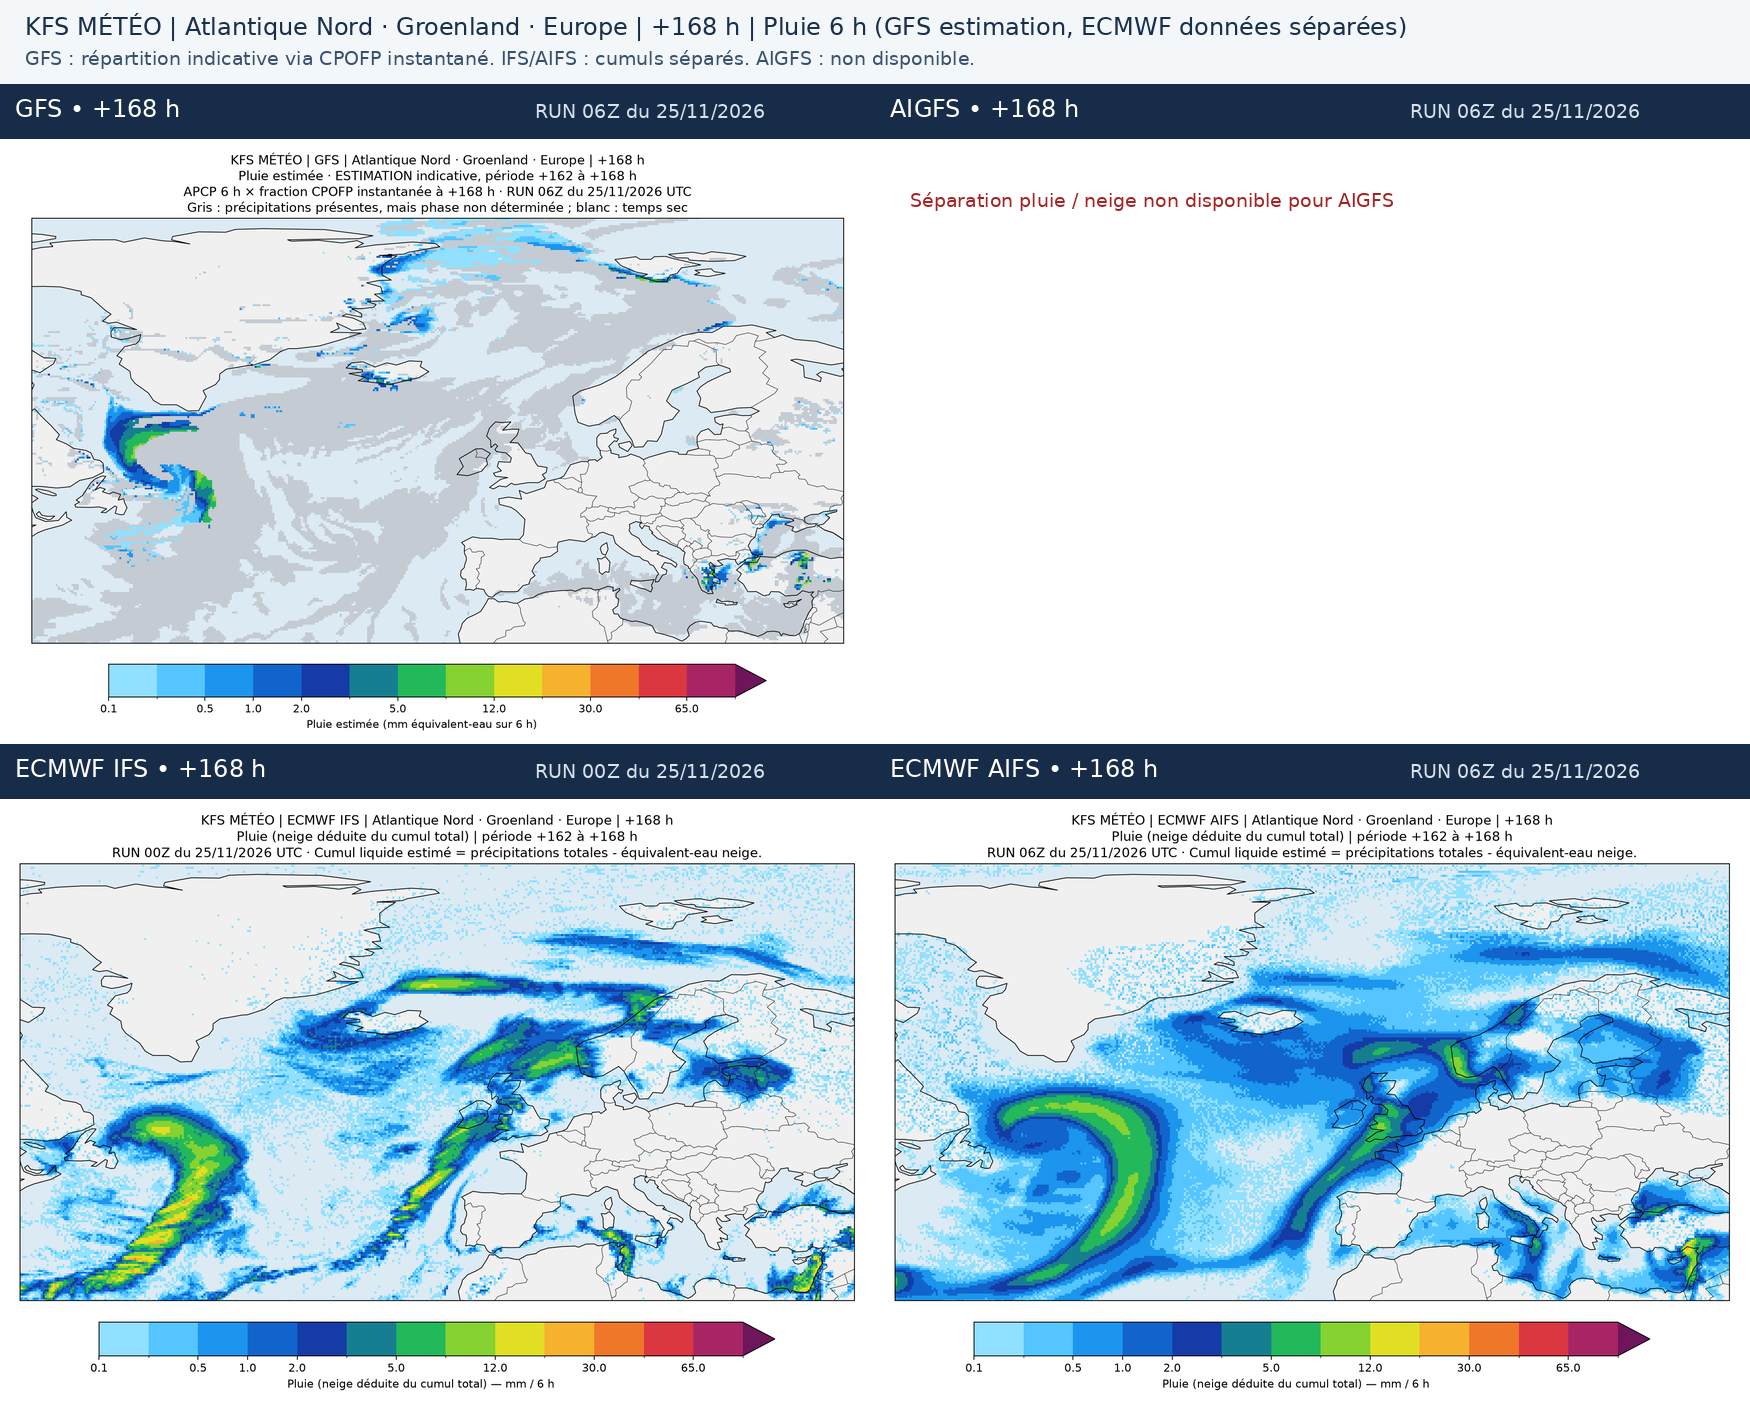 KFS MÉTÉO | Atlantique Nord · Groenland · Europe | +168 h | Pluie 6 h (GFS estimation, ECMWF données séparées)
GFS : répartition indicative via CPOFP instantané. IFS/AIFS : cumuls séparés. AIGFS : non disponible.
GFS • +168 h
RUN 06Z du 25/11/2026
AIGFS • +168 h
RUN 06Z du 25/11/2026
KFS MÉTÉO | GFS | Atlantique Nord · Groenland · Europe | +168 h
Pluie estimée · ESTIMATION indicative, période +162 à +168 h
APCP 6 h × fraction CPOFP instantanée à +168 h · RUN 06Z du 25/11/2026 UTC
Gris : précipitations présentes, mais phase non déterminée ; blanc : temps sec
Séparation pluie / neige non disponible pour AIGFS
0.1 0.5 1.0 2.0 5.0 12.0 30.0 65.0
Pluie estimée (mm équivalent-eau sur 6 h)
ECMWF IFS • +168 h
RUN 00Z du 25/11/2026
ECMWF AIFS • +168 h
RUN 06Z du 25/11/2026
KFS MÉTÉO | ECMWF IFS | Atlantique Nord · Groenland · Europe | +168 h
Pluie (neige déduite du cumul total) | période +162 à +168 h
RUN 00Z du 25/11/2026 UTC · Cumul liquide estimé = précipitations totales - équivalent-eau neige.
0.1 0.5 1.0 2.0 5.0 12.0 30.0 65.0
Pluie (neige déduite du cumul total) — mm / 6 h
KFS MÉTÉO | ECMWF AIFS | Atlantique Nord · Groenland · Europe | +168 h
Pluie (neige déduite du cumul total) | période +162 à +168 h
RUN 06Z du 25/11/2026 UTC · Cumul liquide estimé = précipitations totales - équivalent-eau neige.
0.1 0.5 1.0 2.0 5.0 12.0 30.0 65.0
Pluie (neige déduite du cumul total) — mm / 6 h